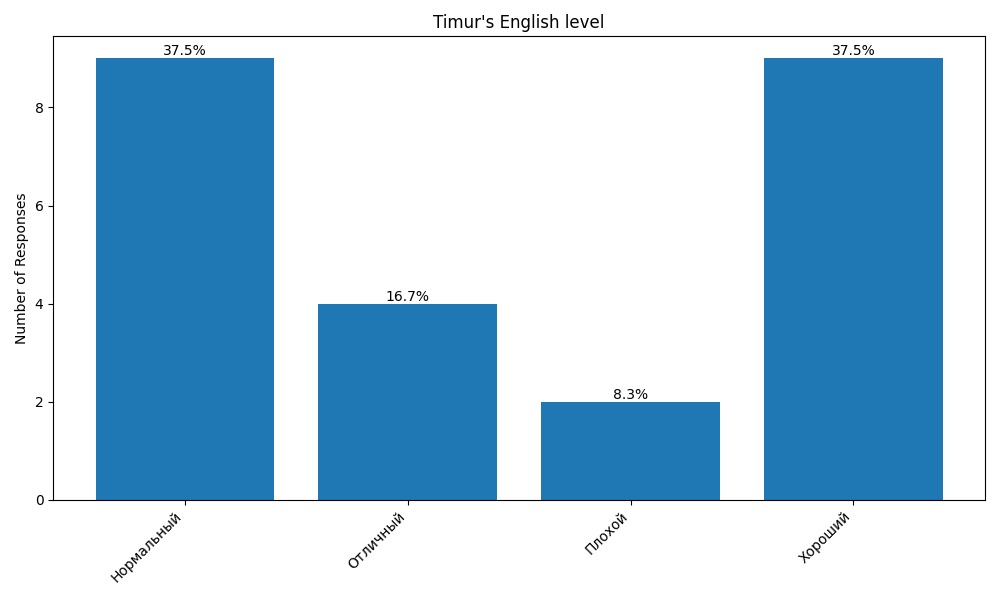 Timur's English level
37.5%
16.7%
8.3%
37.5%
Number of Responses
8
6
4
2
0
Нормальный
Отличный
Плохой
Хороший